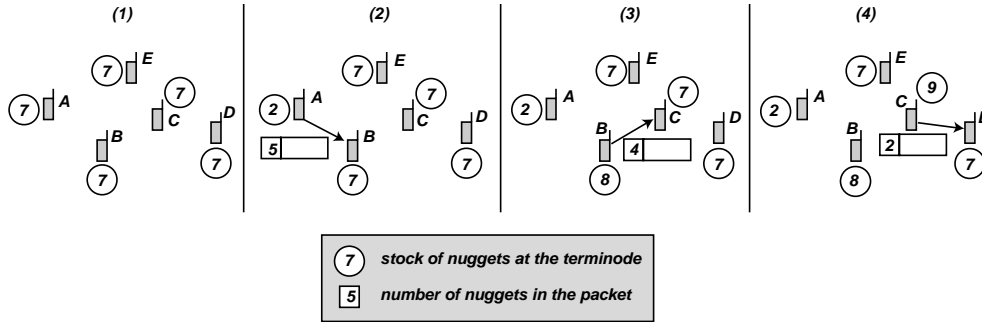 (1)
(2)
(3)
(4)
E
7
7
A
7
C
B
7
D
7
E
7
2
A
7
C
5
B
7
D
7
E
7
2
A
7
C
B
4
8
D
7
E
7
2
A
9
C
B
2
8
D
7
7 stock of nuggets at the terminode
5 number of nuggets in the packet